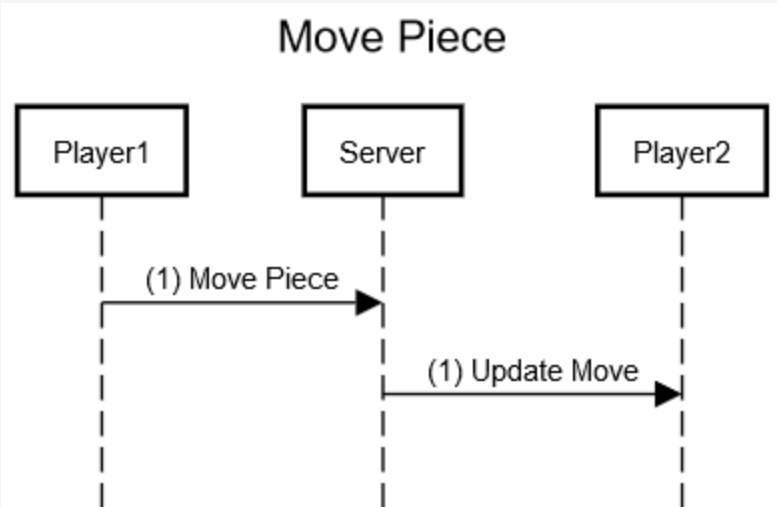 Move Piece
Player1
Server
Player2
(1) Move Piece
(1) Update Move